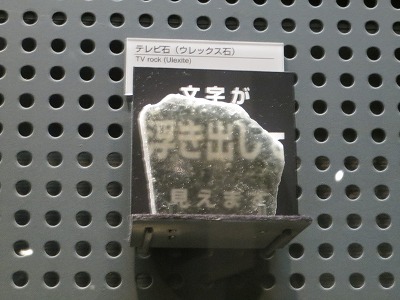 テレビ石（ウレックス石）
TV rock (Ulexite)
文字が
浮き出して
見えます